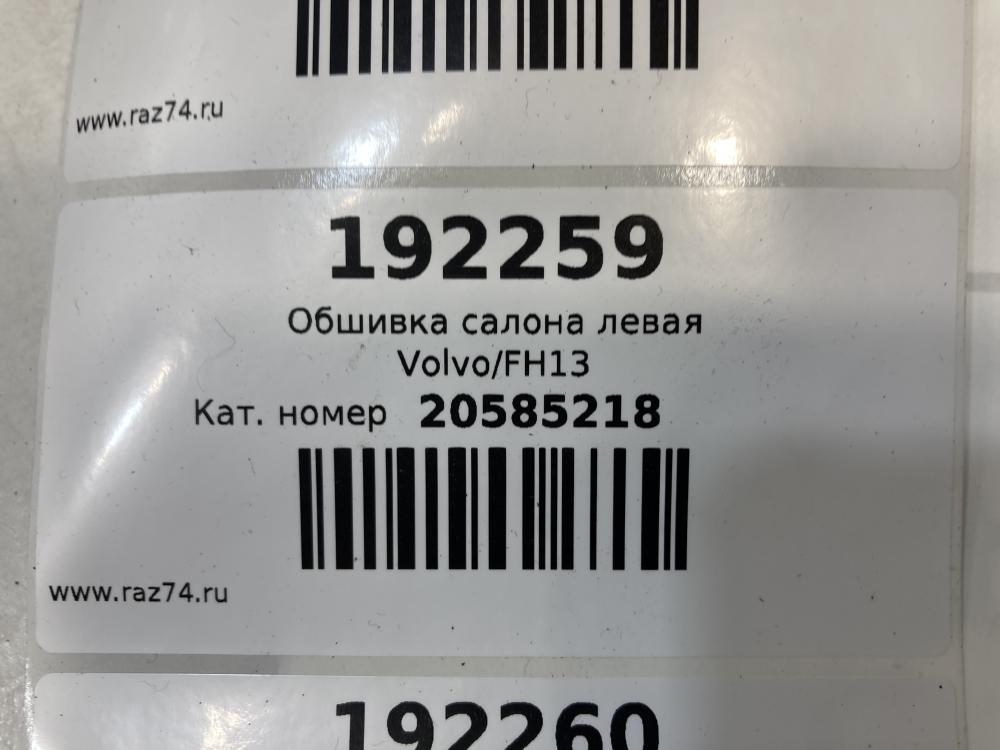 www.raz74.ru
192259
Обшивка салона левая
Volvo/FH13
Кат. номер 20585218
www.raz74.ru
192260